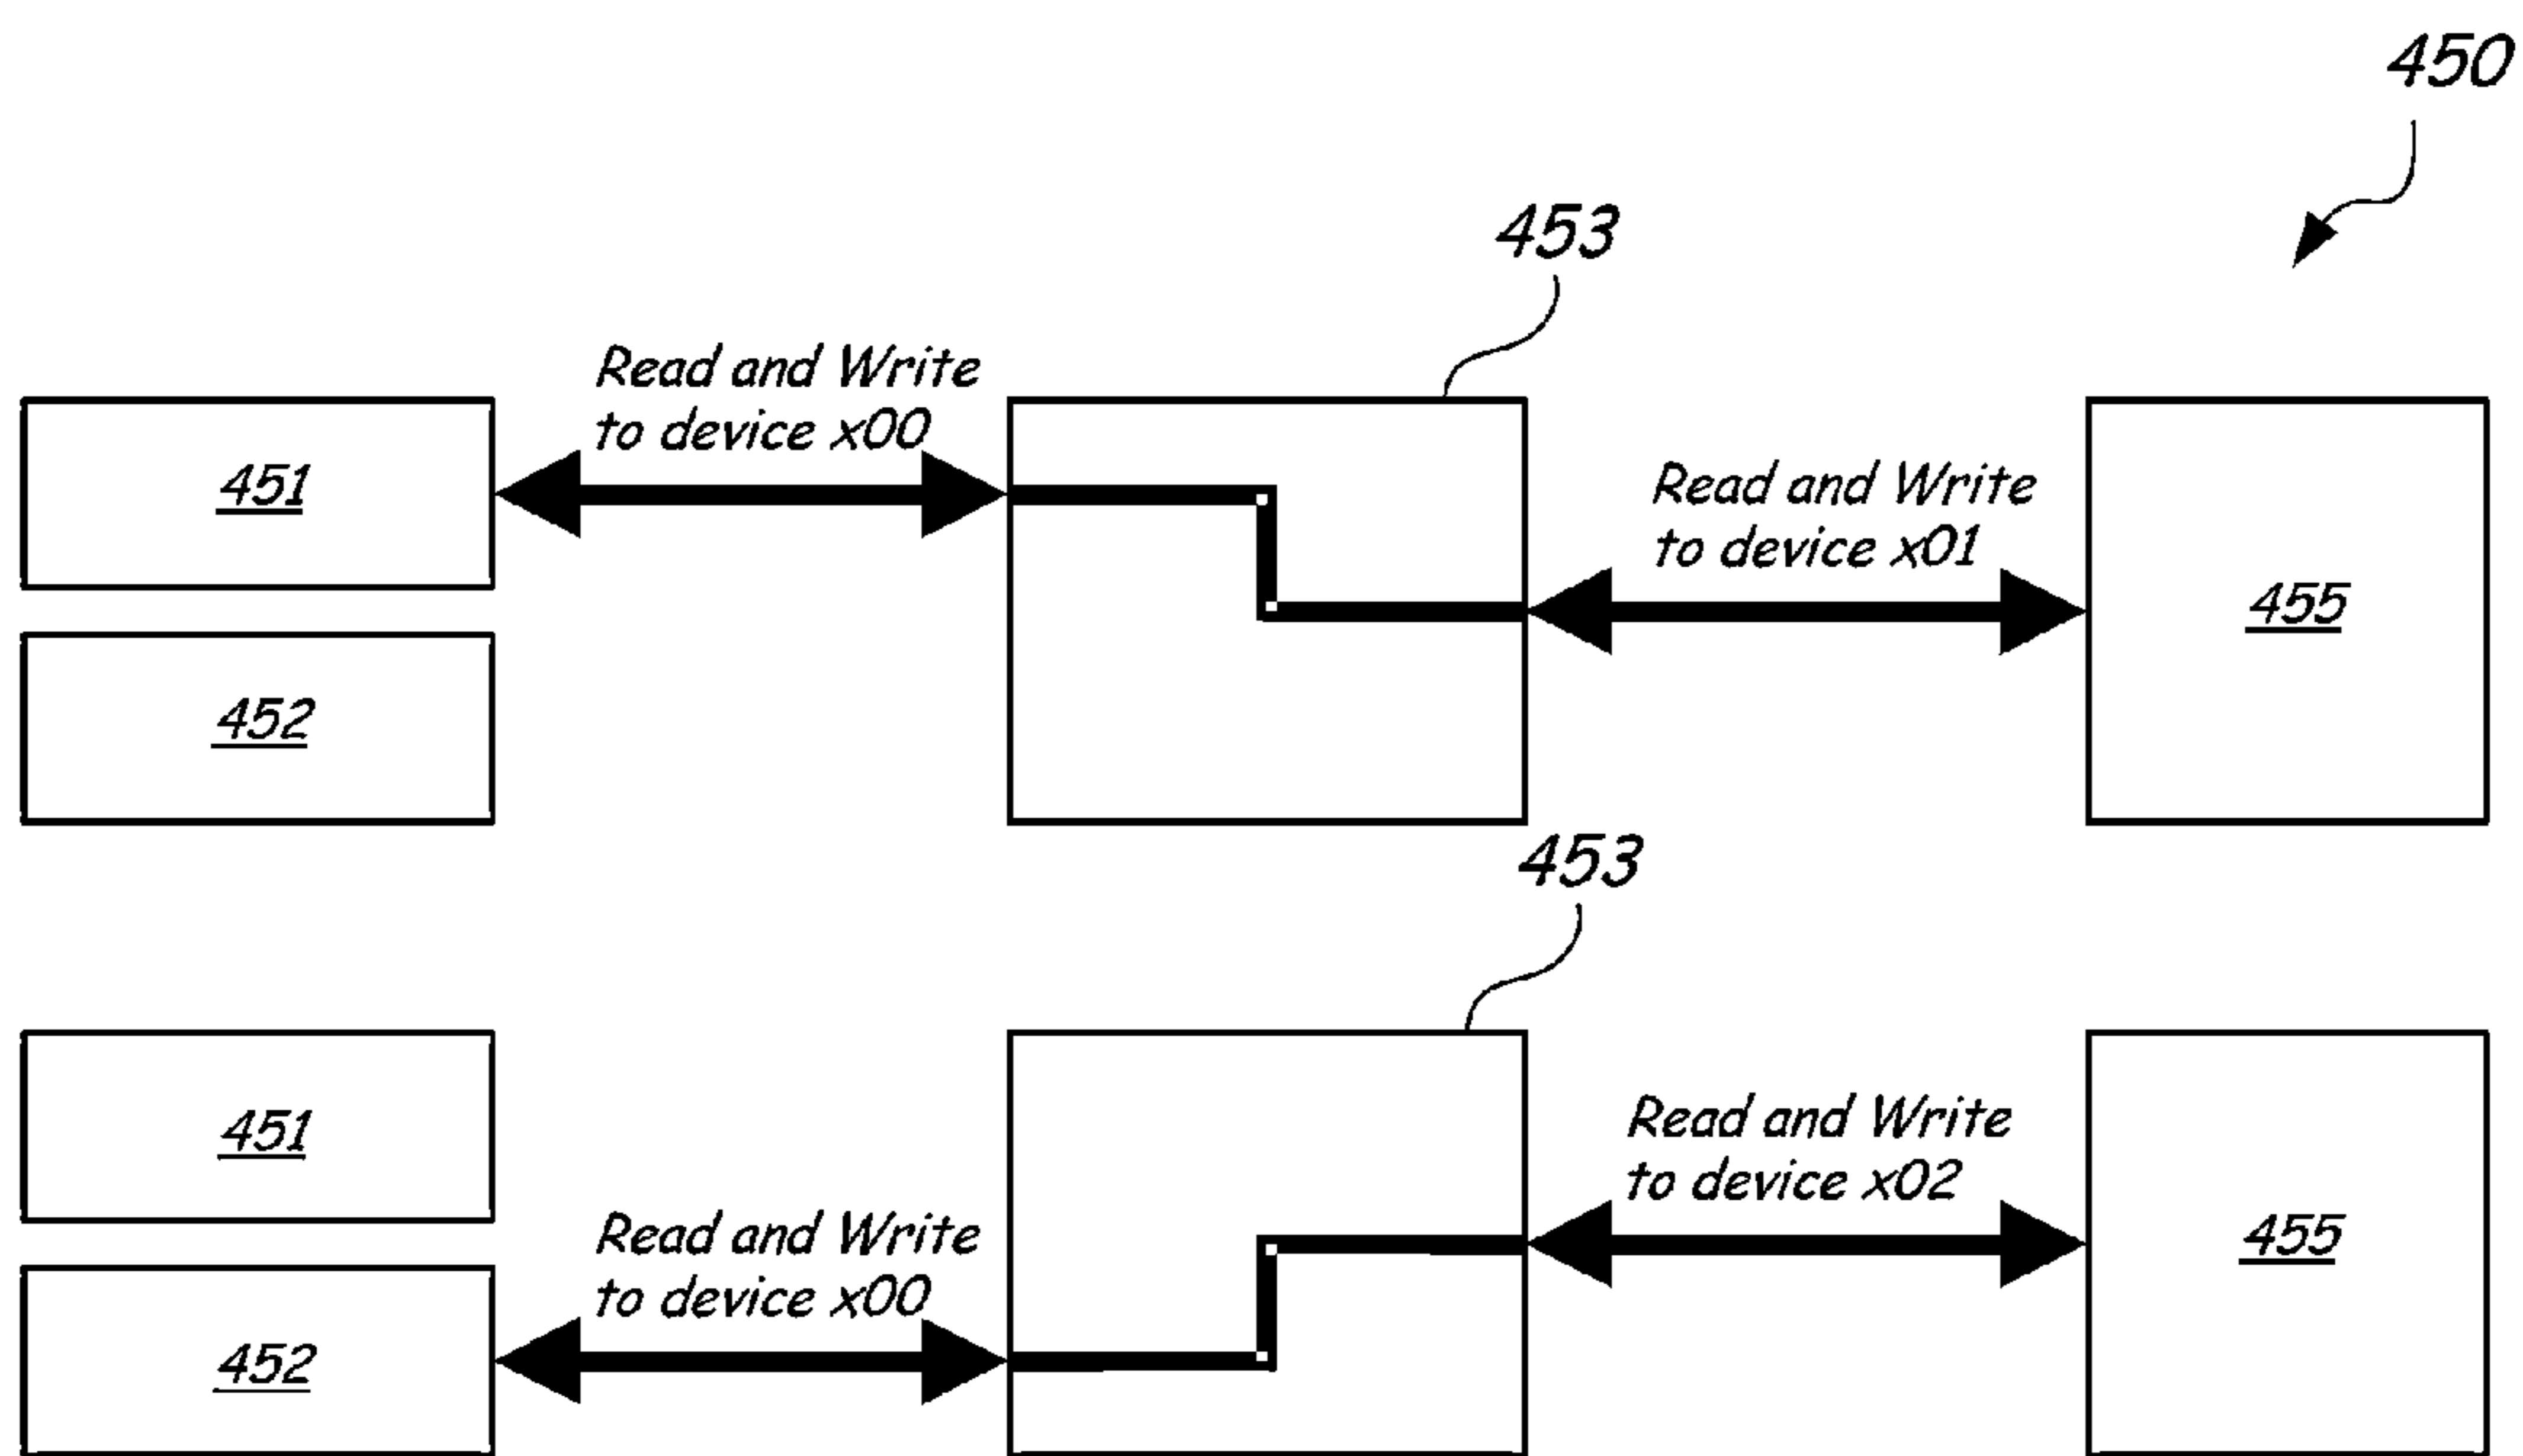 450
453
Read and Write
to device x00
451
Read and Write
to device x01
455
452
453
451
Read and Write
to device x02
455
Read and Write
to device x00
452